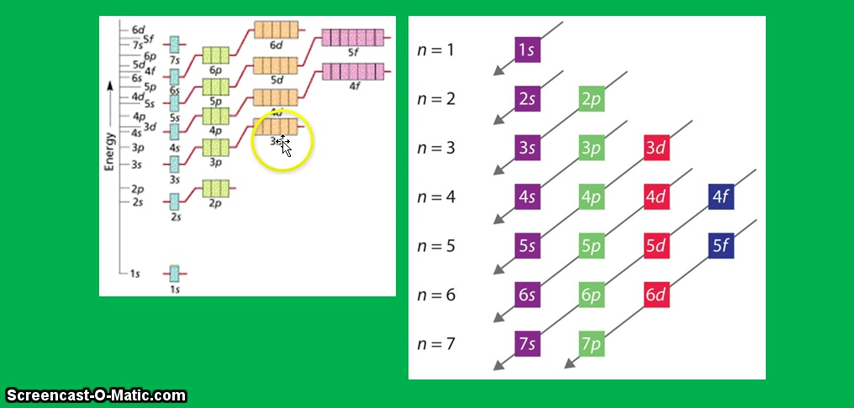 6d
5f
7s
6p
5d
4f
6s
5p
4d
5s
4p
3d
4s
3p
3s
2p
2s
1s
Energy
7s
6s
5s
4s
3s
2s
1s
6p
5p
4p
3p
2p
6d
5d
4d
5f
4f
n = 1 1s
n = 2 2s 2p
n = 3 3s 3p 3d
n = 4 4s 4p 4d 4f
n = 5 5s 5p 5d 5f
n = 6 6s 6p 6d
n = 7 7s 7p
Screencast-O-Matic.com